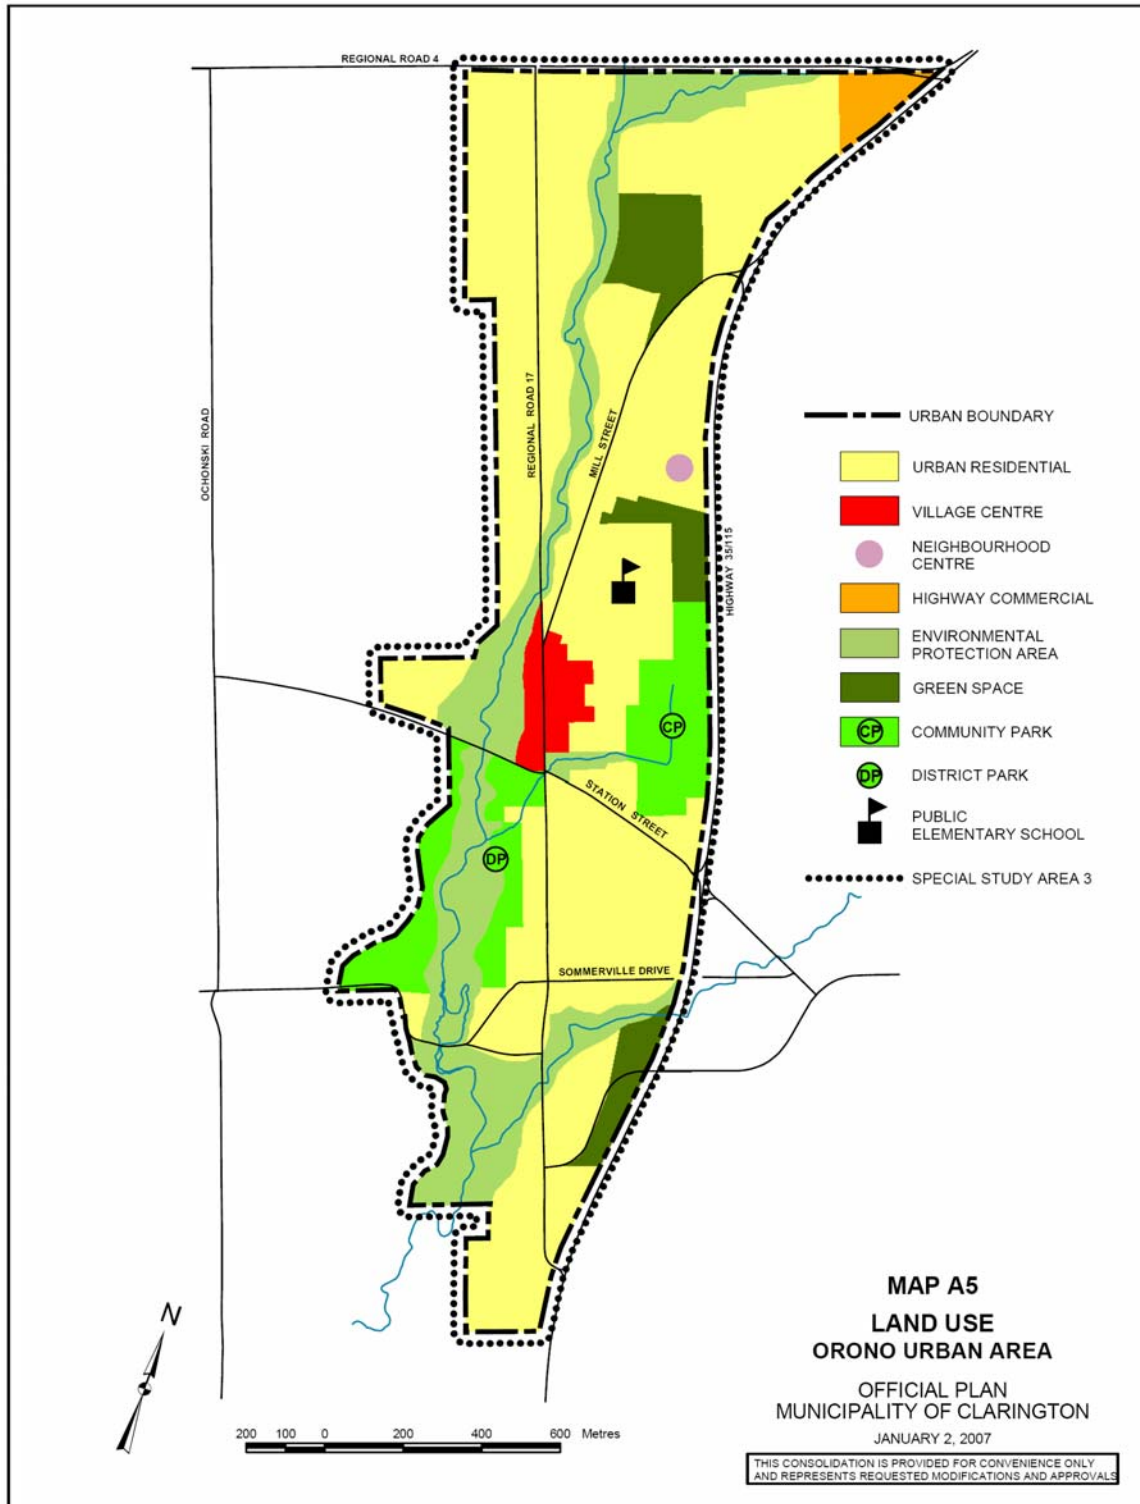 REGIONAL ROAD 4
OCHONSKI ROAD
REGIONAL ROAD 17
MILL STREET
HIGHWAY 35/115
CP
STATION STREET
DP
SOMMERVILLE DRIVE
URBAN BOUNDARY
URBAN RESIDENTIAL
VILLAGE CENTRE
NEIGHBOURHOOD
CENTRE
HIGHWAY COMMERCIAL
ENVIRONMENTAL
PROTECTION AREA
GREEN SPACE
CP COMMUNITY PARK
DP DISTRICT PARK
PUBLIC
ELEMENTARY SCHOOL
SPECIAL STUDY AREA 3
N
200 100 0 200 400 600 Metres
MAP A5
LAND USE
ORONO URBAN AREA
OFFICIAL PLAN
MUNICIPALITY OF CLARINGTON
JANUARY 2, 2007
THIS CONSOLIDATION IS PROVIDED FOR CONVENIENCE ONLY
AND REPRESENTS REQUESTED MODIFICATIONS AND APPROVALS